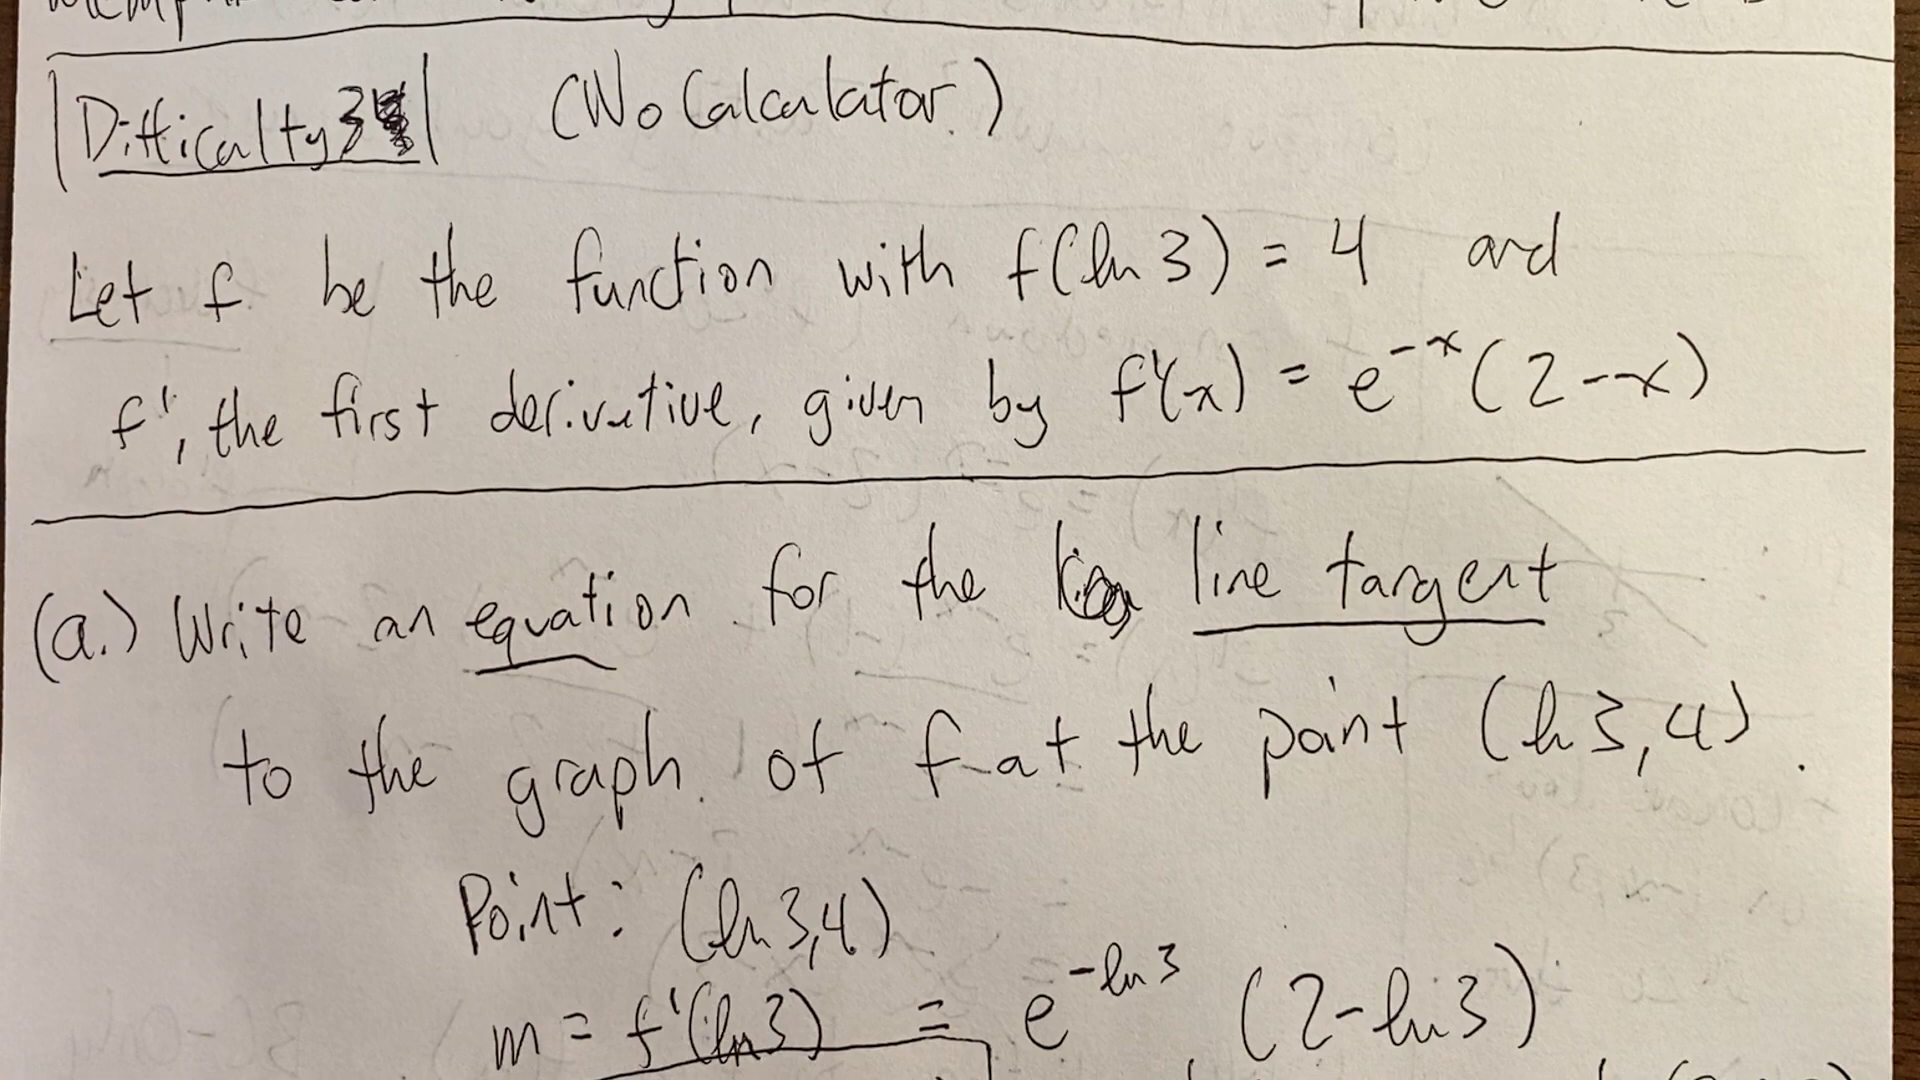 |Difficulty 3| (No Calculator.)
Let f be the function with f(ln 3) = 4 and
f', the first derivative, given by f'(x) = e^-x (2-x)
(a.) Write an equation for the line tangent
to the graph of f at the point (ln 3, 4).
Point: (ln 3, 4)
m = f'(ln 3) = e^-ln 3 (2 - ln 3)